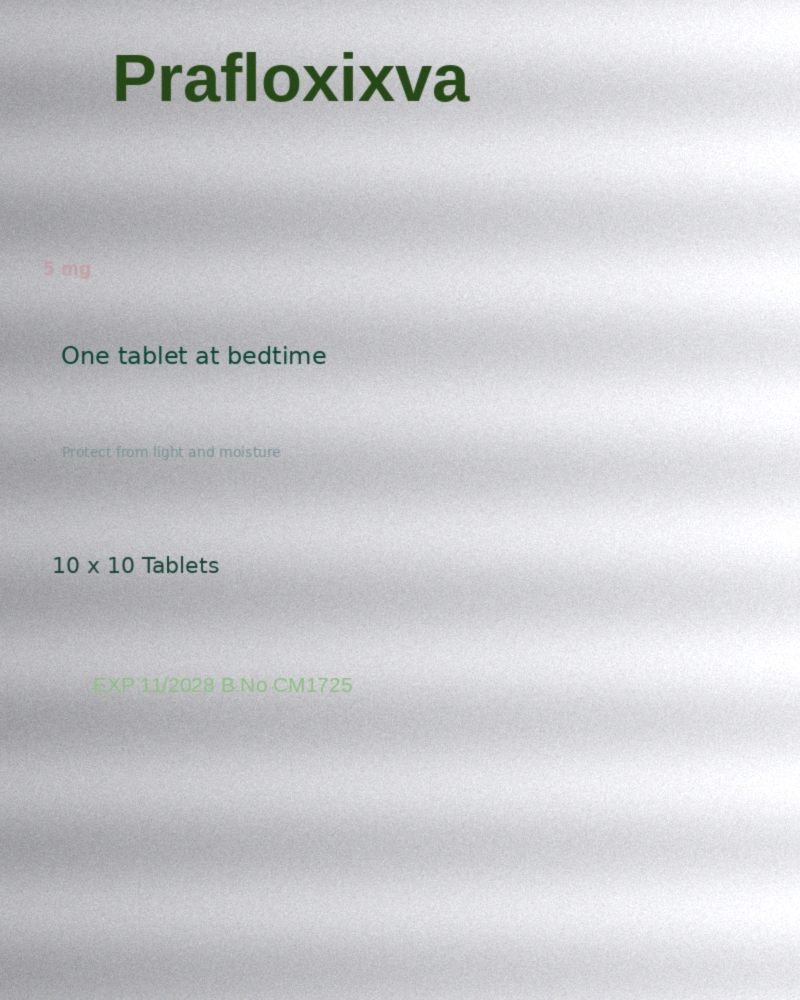 Prafloxixva
5 mg
One tablet at bedtime
Protect from light and moisture
10 x 10 Tablets
EXP 11/2028 B.No CM1725